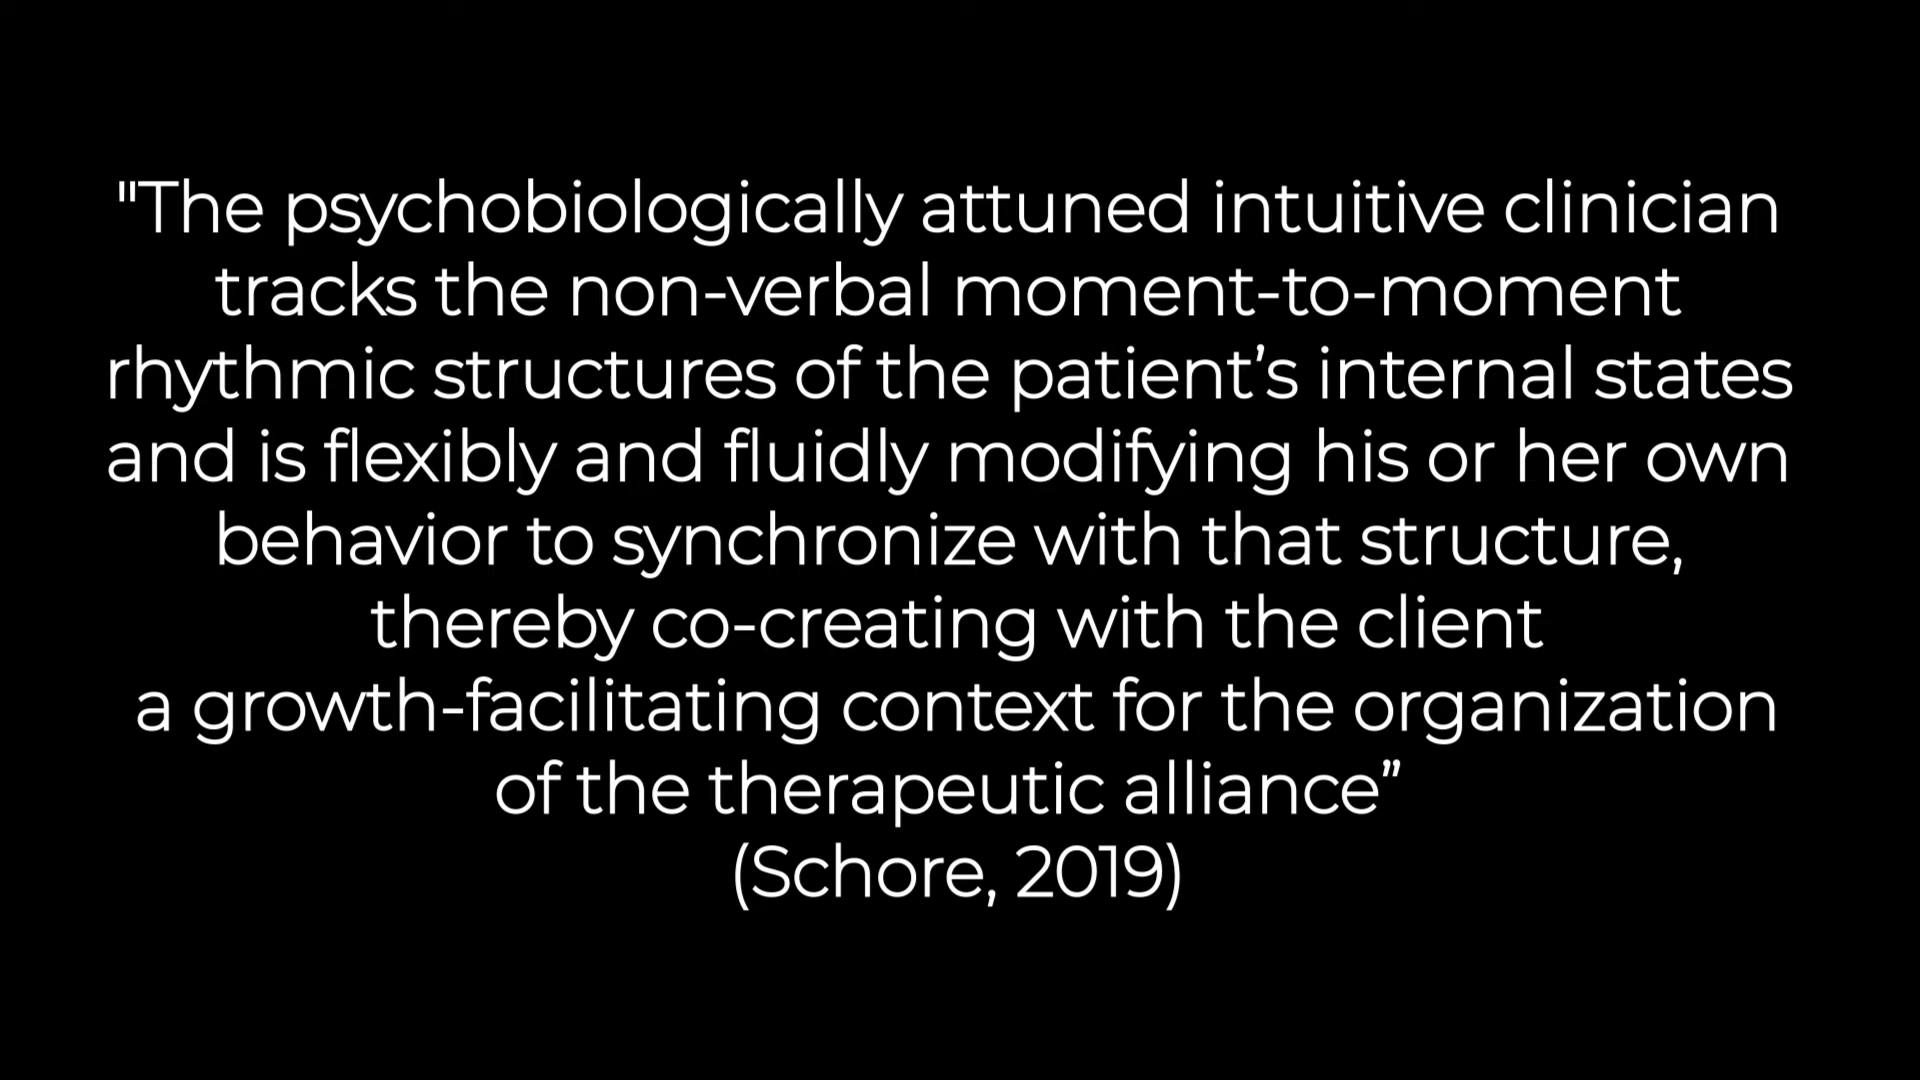 "The psychobiologically attuned intuitive clinician
tracks the non-verbal moment-to-moment
rhythmic structures of the patient’s internal states
and is flexibly and fluidly modifying his or her own
behavior to synchronize with that structure,
thereby co-creating with the client
a growth-facilitating context for the organization
of the therapeutic alliance”
(Schore, 2019)